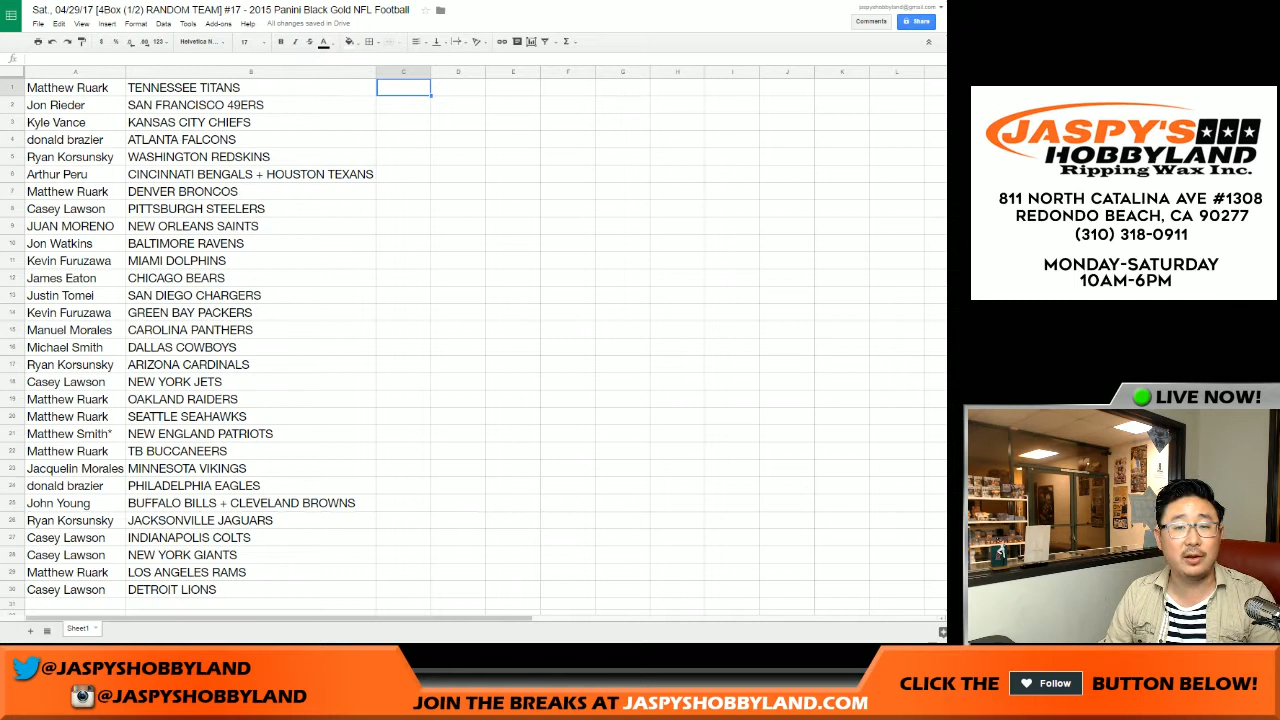 Sat., 04/29/17 [4Box (1/2) RANDOM TEAM] #17 - 2015 Panini Black Gold NFL Football
jaspyshobbyland@gmail.com
File Edit View Insert Format Data Tools Add-ons Help All changes saved in Drive
Comments Share
$ % .0 .00 123 Helvetica N... 17 B I S A
fx
A B C D E F G H I J K L
1 Matthew Ruark TENNESSEE TITANS
2 Jon Rieder SAN FRANCISCO 49ERS
3 Kyle Vance KANSAS CITY CHIEFS
4 donald brazier ATLANTA FALCONS
5 Ryan Korsunsky WASHINGTON REDSKINS
6 Arthur Peru CINCINNATI BENGALS + HOUSTON TEXANS
7 Matthew Ruark DENVER BRONCOS
8 Casey Lawson PITTSBURGH STEELERS
9 JUAN MORENO NEW ORLEANS SAINTS
10 Jon Watkins BALTIMORE RAVENS
11 Kevin Furuzawa MIAMI DOLPHINS
12 James Eaton CHICAGO BEARS
13 Justin Tomei SAN DIEGO CHARGERS
14 Kevin Furuzawa GREEN BAY PACKERS
15 Manuel Morales CAROLINA PANTHERS
16 Michael Smith DALLAS COWBOYS
17 Ryan Korsunsky ARIZONA CARDINALS
18 Casey Lawson NEW YORK JETS
19 Matthew Ruark OAKLAND RAIDERS
20 Matthew Ruark SEATTLE SEAHAWKS
21 Matthew Smith* NEW ENGLAND PATRIOTS
22 Matthew Ruark TB BUCCANEERS
23 Jacquelin Morales MINNESOTA VIKINGS
24 donald brazier PHILADELPHIA EAGLES
25 John Young BUFFALO BILLS + CLEVELAND BROWNS
26 Ryan Korsunsky JACKSONVILLE JAGUARS
27 Casey Lawson INDIANAPOLIS COLTS
28 Casey Lawson NEW YORK GIANTS
29 Matthew Ruark LOS ANGELES RAMS
30 Casey Lawson DETROIT LIONS
31
Sheet1
JASPY'S
HOBBYLAND
Ripping Wax Inc.
811 NORTH CATALINA AVE #1308
REDONDO BEACH, CA 90277
(310) 318-0911
MONDAY-SATURDAY
10AM-6PM
LIVE NOW!
@JASPYSHOBBYLAND
@JASPYSHOBBYLAND
JOIN THE BREAKS AT JASPYSHOBBYLAND.COM
CLICK THE Follow BUTTON BELOW!